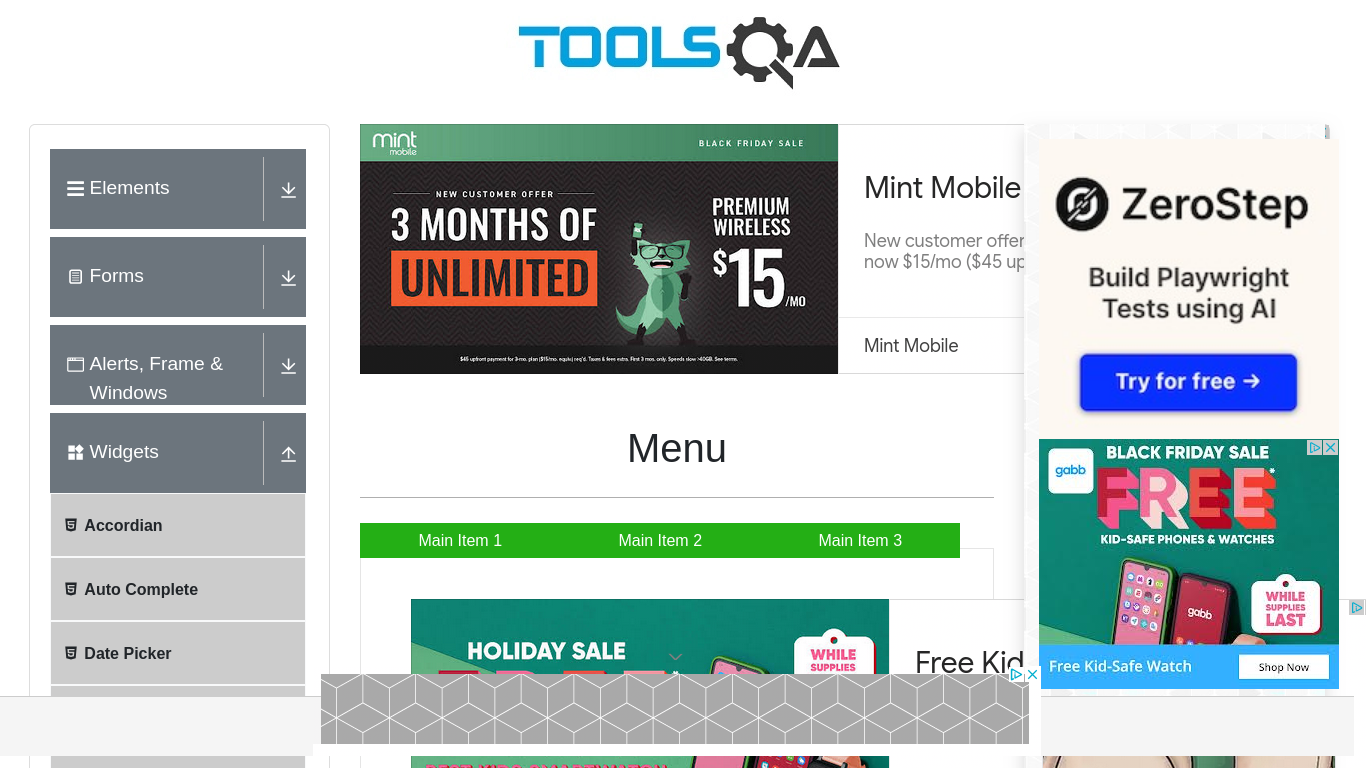 TOOLSQA
Elements
Forms
Alerts, Frame &
Windows
Widgets
Accordian
Auto Complete
Date Picker
mint
mobile
BLACK FRIDAY SALE
NEW CUSTOMER OFFER
3 MONTHS OF
UNLIMITED
PREMIUM
WIRELESS
$15/MO
$45 upfront payment for 3-mo. plan ($15/mo. equiv.) req'd. Taxes & fees extra. First 3 mos. only. Speeds slow >40GB. See terms.
Mint Mobile
New customer offer
now $15/mo ($45 up
Mint Mobile
Menu
Main Item 1
Main Item 2
Main Item 3
HOLIDAY SALE
WHILE
SUPPLIES
Free Kid
ZeroStep
Build Playwright
Tests using AI
Try for free →
gabb
BLACK FRIDAY SALE
FREE*
KID-SAFE PHONES & WATCHES
gabb
WHILE
SUPPLIES
LAST
Free Kid-Safe Watch
Shop Now